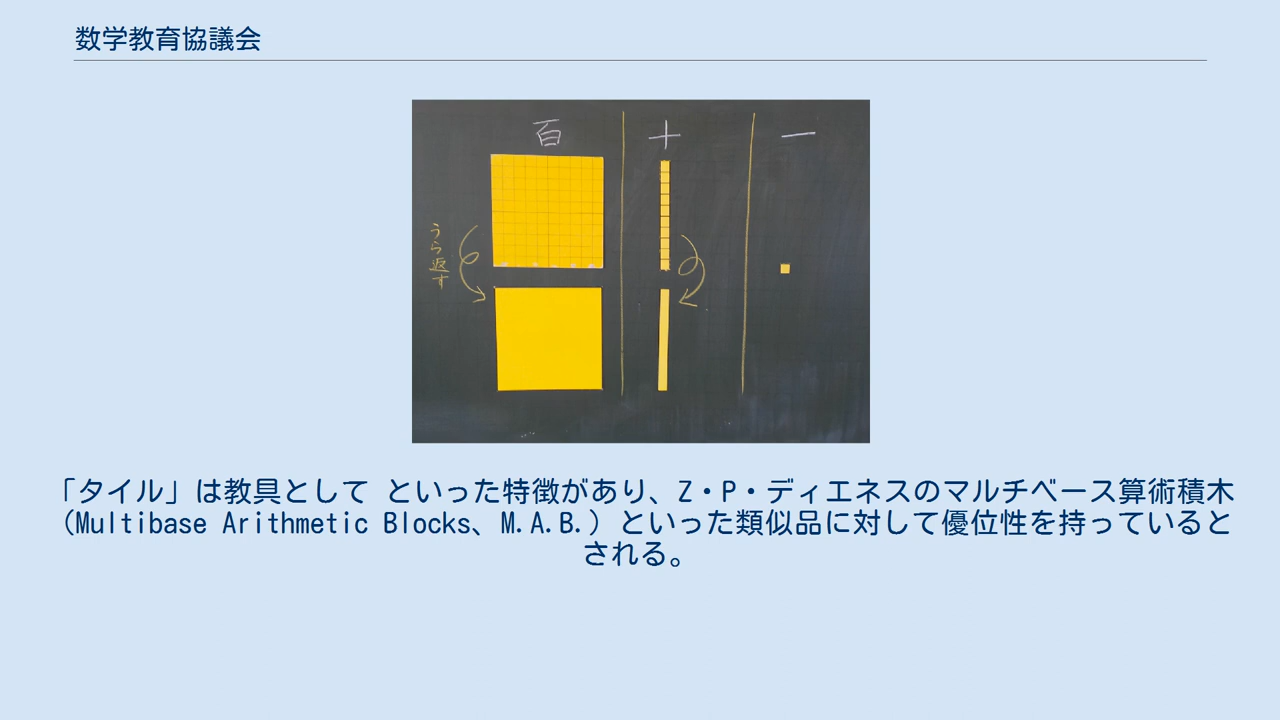 数学教育協議会
百 十 一
うら返す
「タイル」は教具として といった特徴があり、Z・P・ディエネスのマルチベース算術積木
（Multibase Arithmetic Blocks、M.A.B.）といった類似品に対して優位性を持っていると
される。